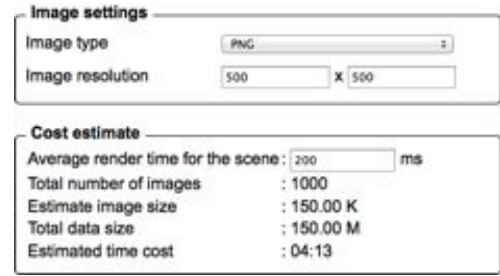 Image settings
Image type PNG
Image resolution 500 x 500
Cost estimate
Average render time for the scene: 200 ms
Total number of images : 1000
Estimate image size : 150.00 K
Total data size : 150.00 M
Estimated time cost : 04:13